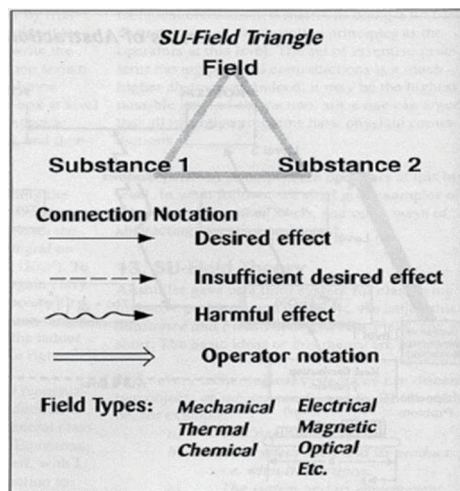 SU-Field Triangle
Field
Substance 1 Substance 2
Connection Notation
Desired effect
Insufficient desired effect
Harmful effect
Operator notation
Field Types: Mechanical Electrical
Thermal Magnetic
Chemical Optical
Etc.